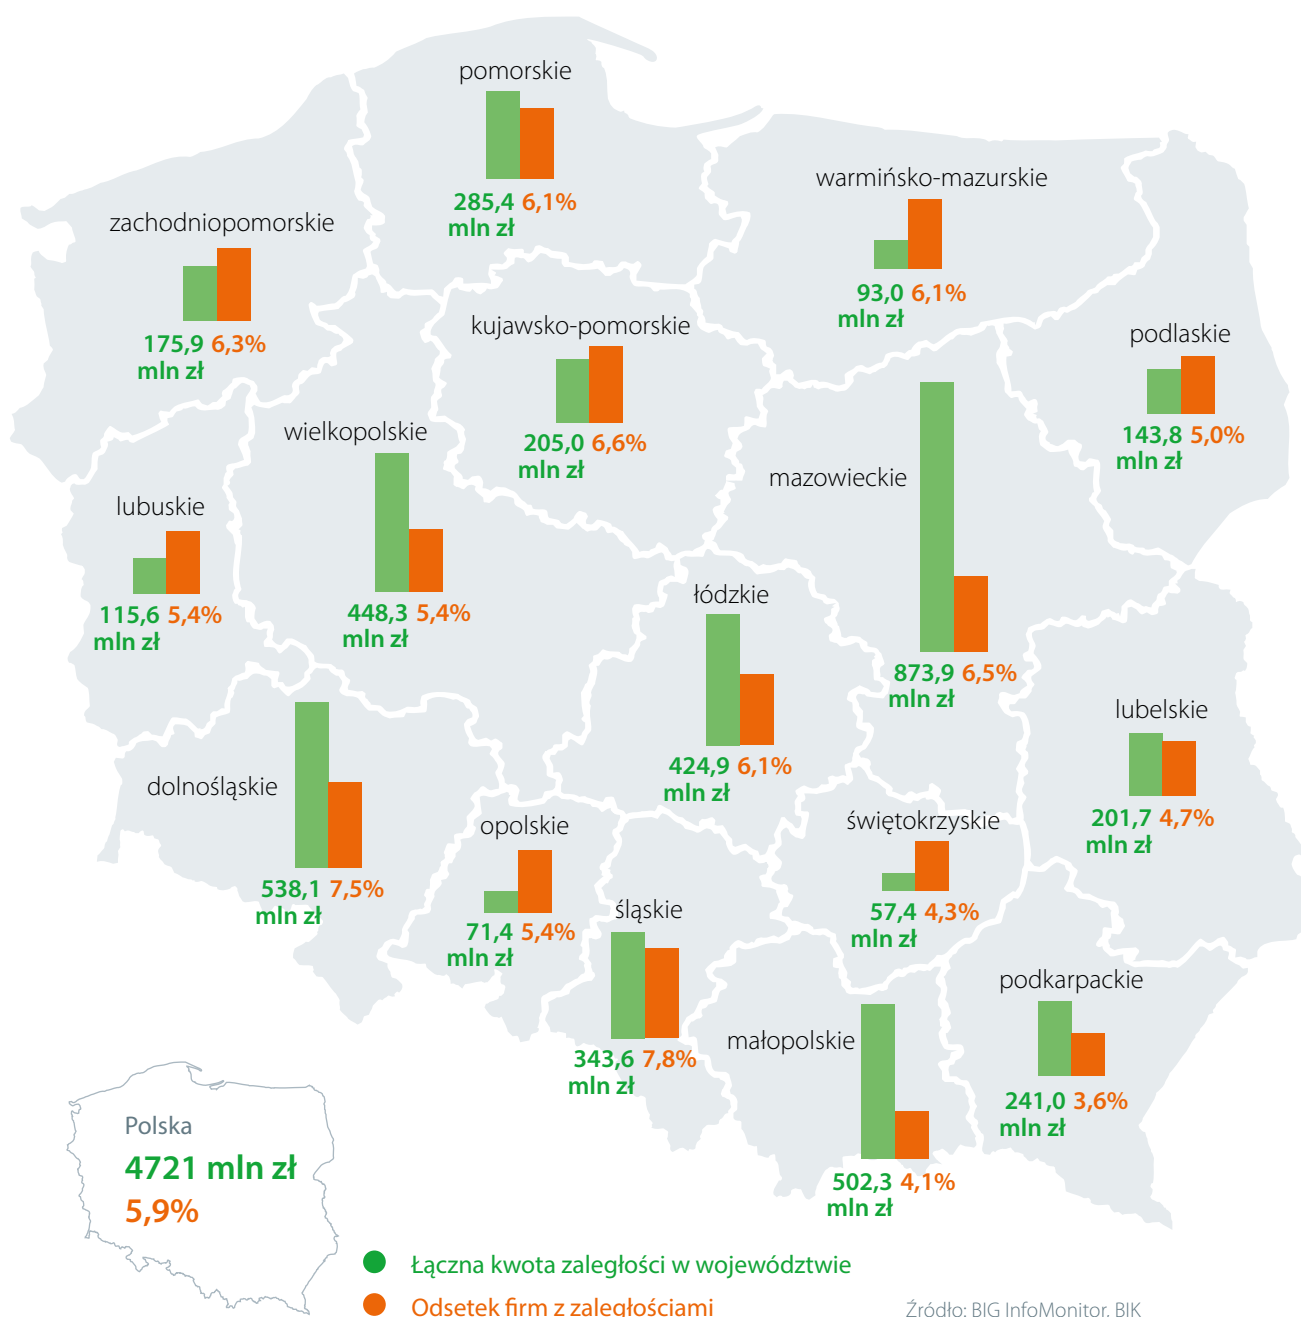 pomorskie
285,4 6,1%
mln zł
warmińsko-mazurskie
93,0 6,1%
mln zł
zachodniopomorskie
175,9 6,3%
mln zł
kujawsko-pomorskie
205,0 6,6%
mln zł
podlaskie
143,8 5,0%
mln zł
wielkopolskie
448,3 5,4%
mln zł
mazowieckie
873,9 6,5%
mln zł
lubuskie
115,6 5,4%
mln zł
łódzkie
424,9 6,1%
mln zł
lubelskie
201,7 4,7%
mln zł
dolnośląskie
538,1 7,5%
mln zł
opolskie
71,4 5,4%
mln zł
świętokrzyskie
57,4 4,3%
mln zł
śląskie
343,6 7,8%
mln zł
małopolskie
502,3 4,1%
mln zł
podkarpackie
241,0 3,6%
mln zł
Polska
4721 mln zł
5,9%
Łączna kwota zaległości w województwie
Odsetek firm z zaległościami
Źródło: BIG InfoMonitor. BIK